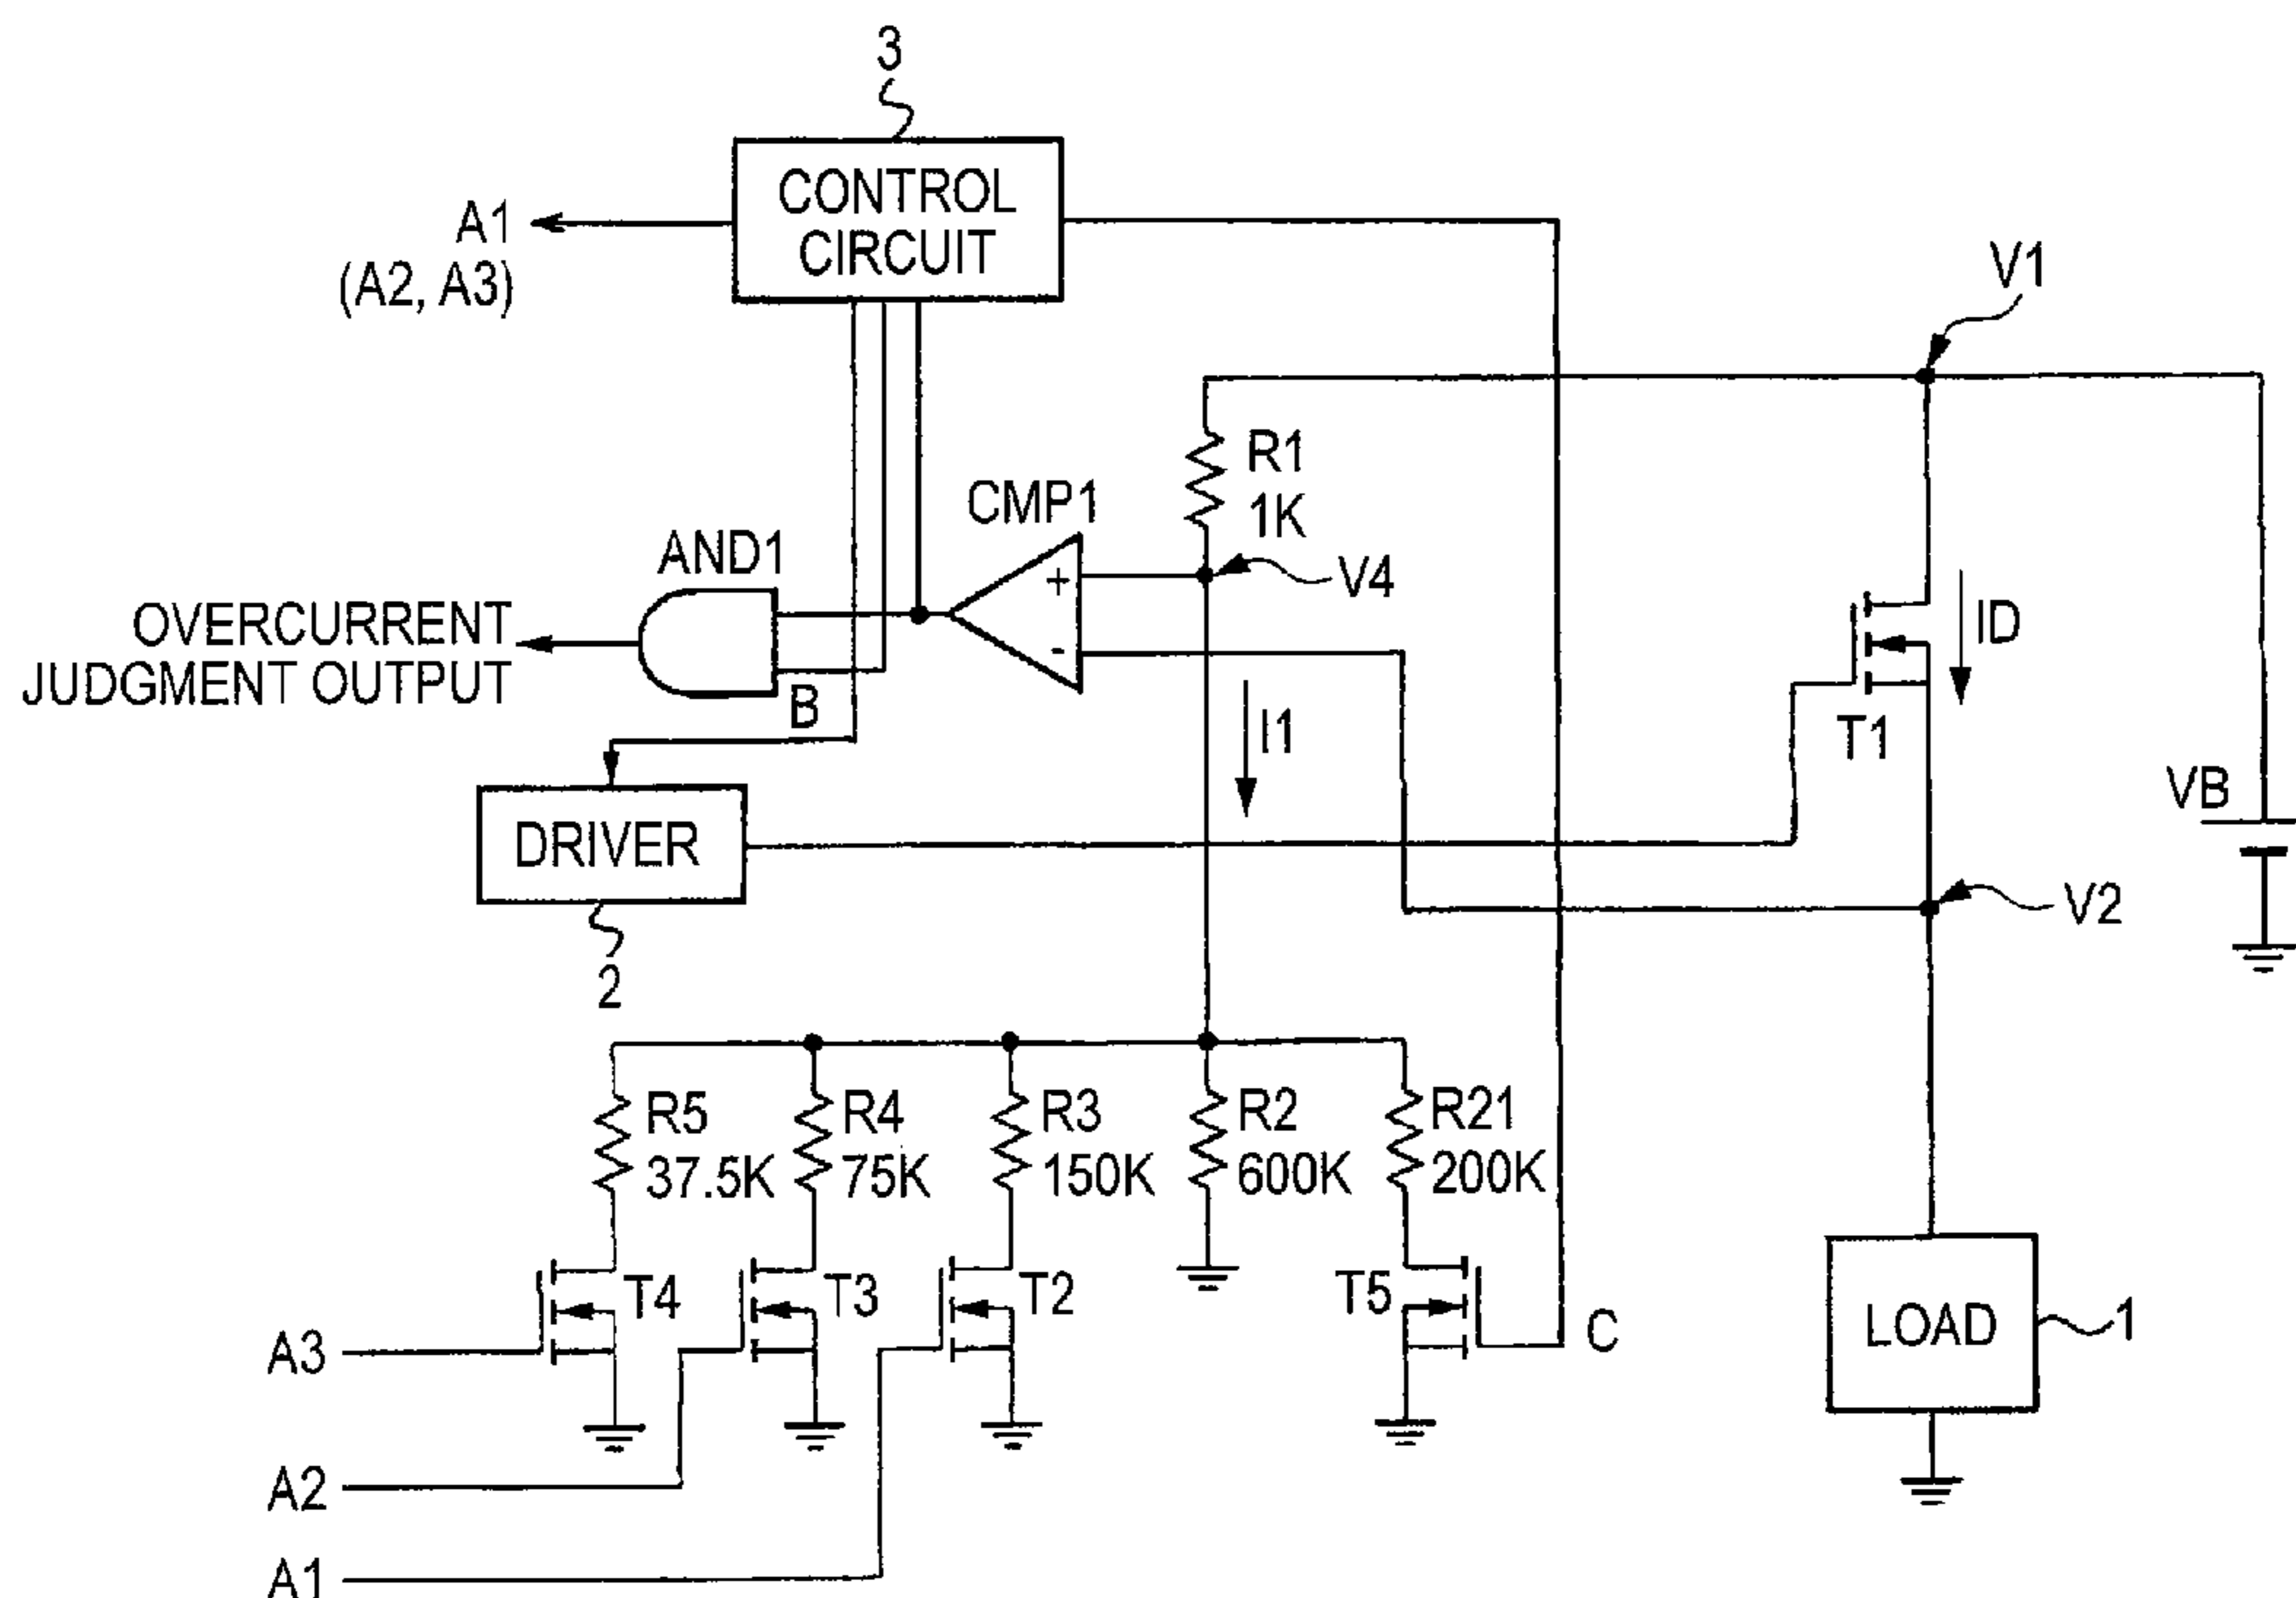 3
CONTROL
CIRCUIT
A1
(A2, A3)
V1
R1
1K
CMP1
AND1
+
-
V4
OVERCURRENT
JUDGMENT OUTPUT
B
I1
ID
T1
VB
DRIVER
2
V2
R5
37.5K
R4
75K
R3
150K
R2
600K
R21
200K
T4
T3
T2
T5
C
LOAD
1
A3
A2
A1